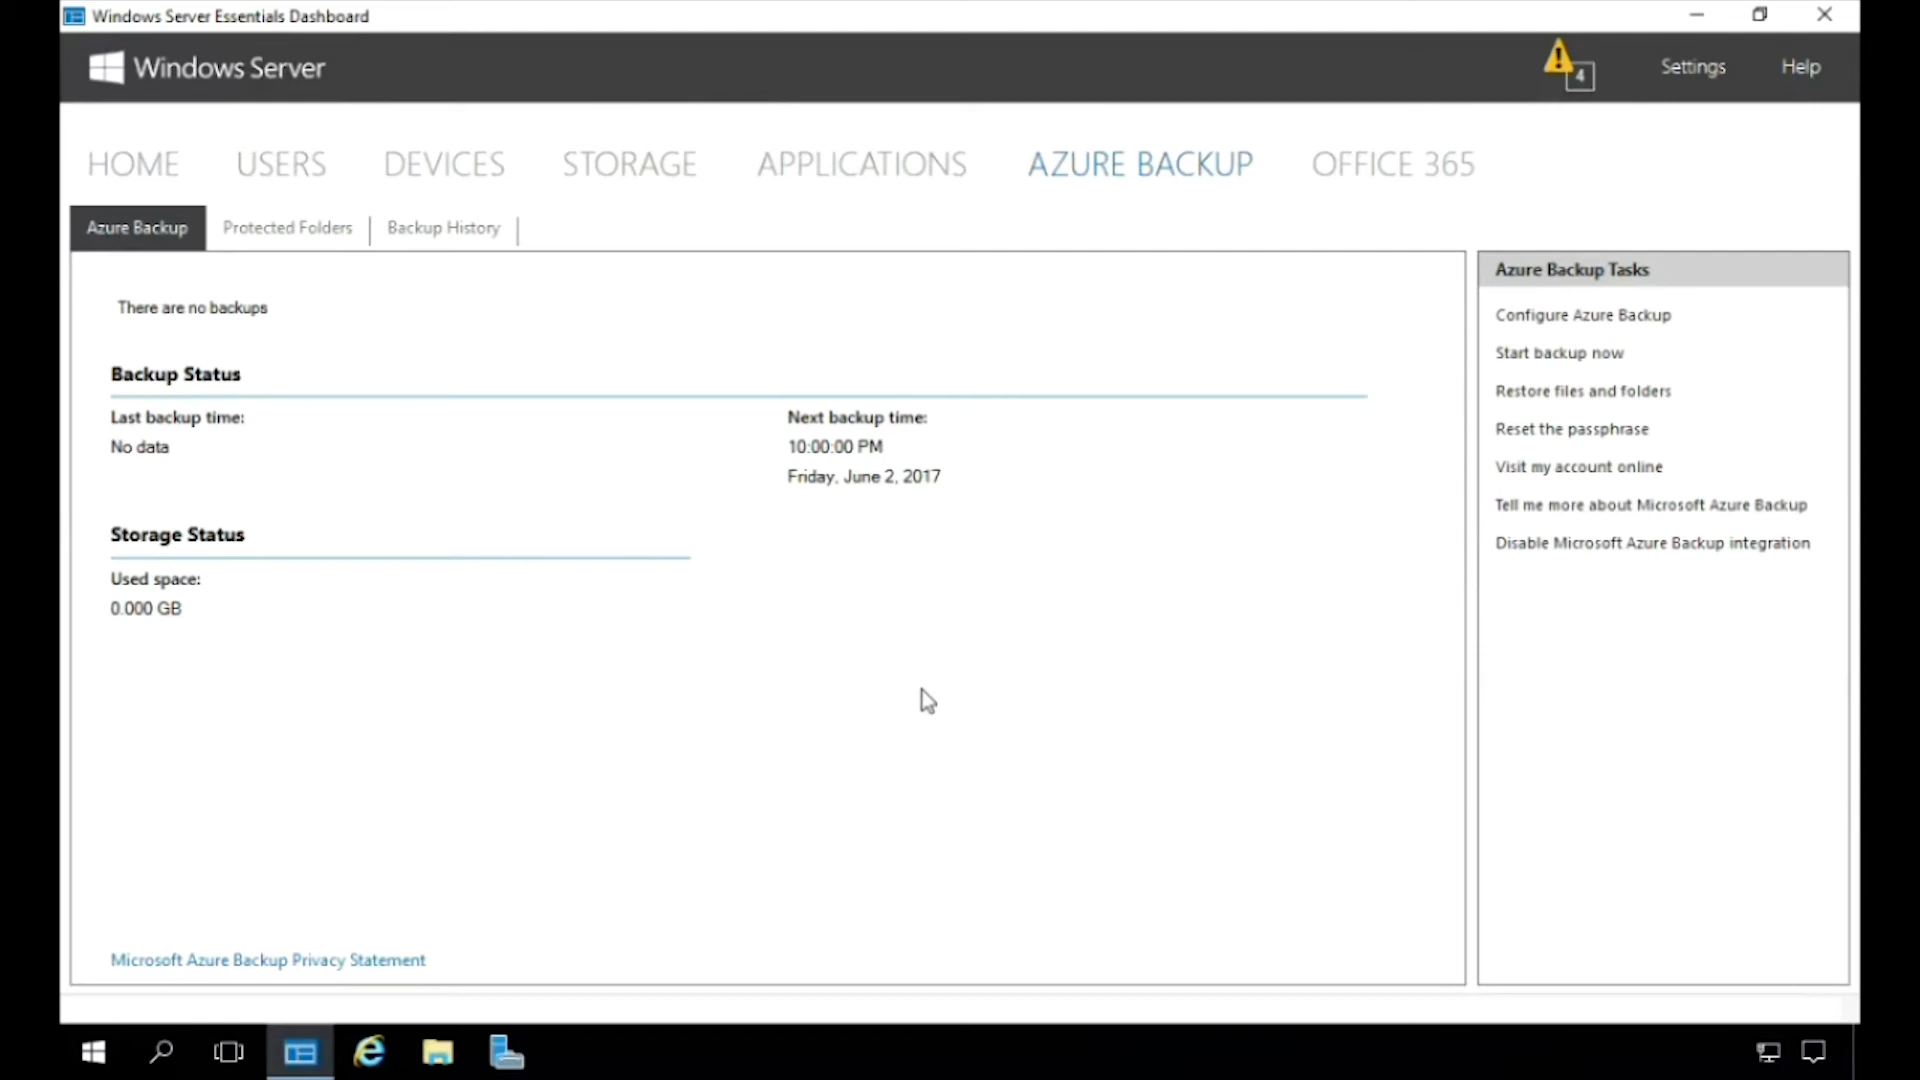 Windows Server Essentials Dashboard
Windows Server
4
Settings
Help
HOME
USERS
DEVICES
STORAGE
APPLICATIONS
AZURE BACKUP
OFFICE 365
Azure Backup
Protected Folders
Backup History
There are no backups
Backup Status
Last backup time:
No data
Next backup time:
10:00:00 PM
Friday, June 2, 2017
Storage Status
Used space:
0.000 GB
Microsoft Azure Backup Privacy Statement
Azure Backup Tasks
Configure Azure Backup
Start backup now
Restore files and folders
Reset the passphrase
Visit my account online
Tell me more about Microsoft Azure Backup
Disable Microsoft Azure Backup integration